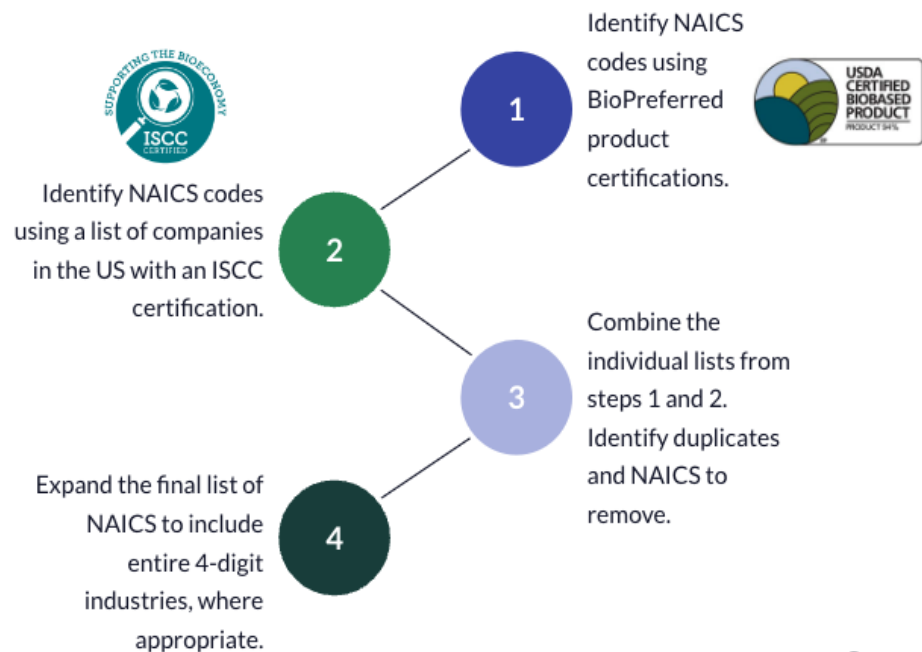 1
Identify NAICS
codes using
BioPreferred
product
certifications.
USDA
CERTIFIED
BIOBASED
PRODUCT
PRODUCT 94%
SUPPORTING THE BIOECONOMY
ISCC
CERTIFIED
2
Identify NAICS codes
using a list of companies
in the US with an ISCC
certification.
3
Combine the
individual lists from
steps 1 and 2.
Identify duplicates
and NAICS to
remove.
4
Expand the final list of
NAICS to include
entire 4-digit
industries, where
appropriate.